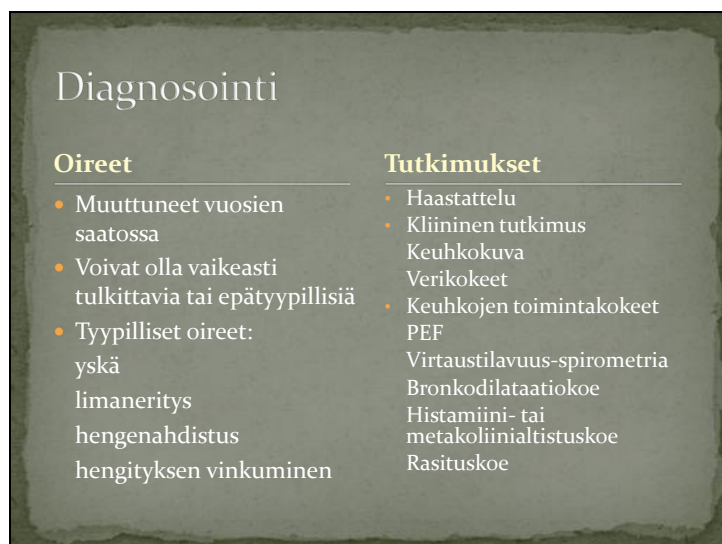 Diagnosointi
Oireet
• Muuttuneet vuosien
saatossa
• Voivat olla vaikeasti
tulkittavia tai epätyypillisiä
• Tyypilliset oireet:
yskä
limaneritys
hengenahdistus
hengityksen vinkuminen
Tutkimukset
• Haastattelu
• Kliininen tutkimus
Keuhkokuva
Verikokeet
• Keuhkojen toimintakokeet
PEF
Virtaustilavuus-spirometria
Bronkodilataatiokoe
Histamiini- tai
metakoliinialtistuskoe
Rasituskoe